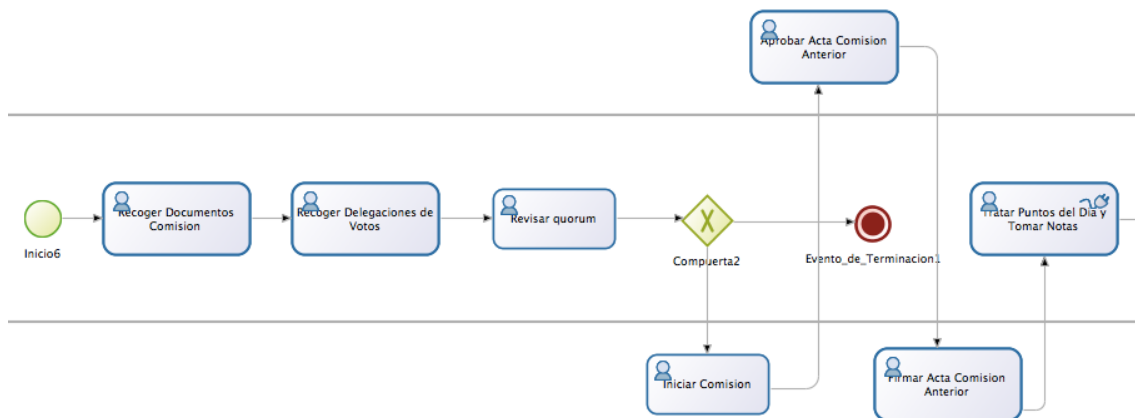 Aprobar Acta Comision
Anterior
Recoger Documentos
Comision
Recoger Delegaciones de
Votos
Revisar quorum
Tratar Puntos del Dia y
Tomar Notas
Inicio6
Compuerta2
Evento_de_Terminacion1
Iniciar Comision
Firmar Acta Comision
Anterior